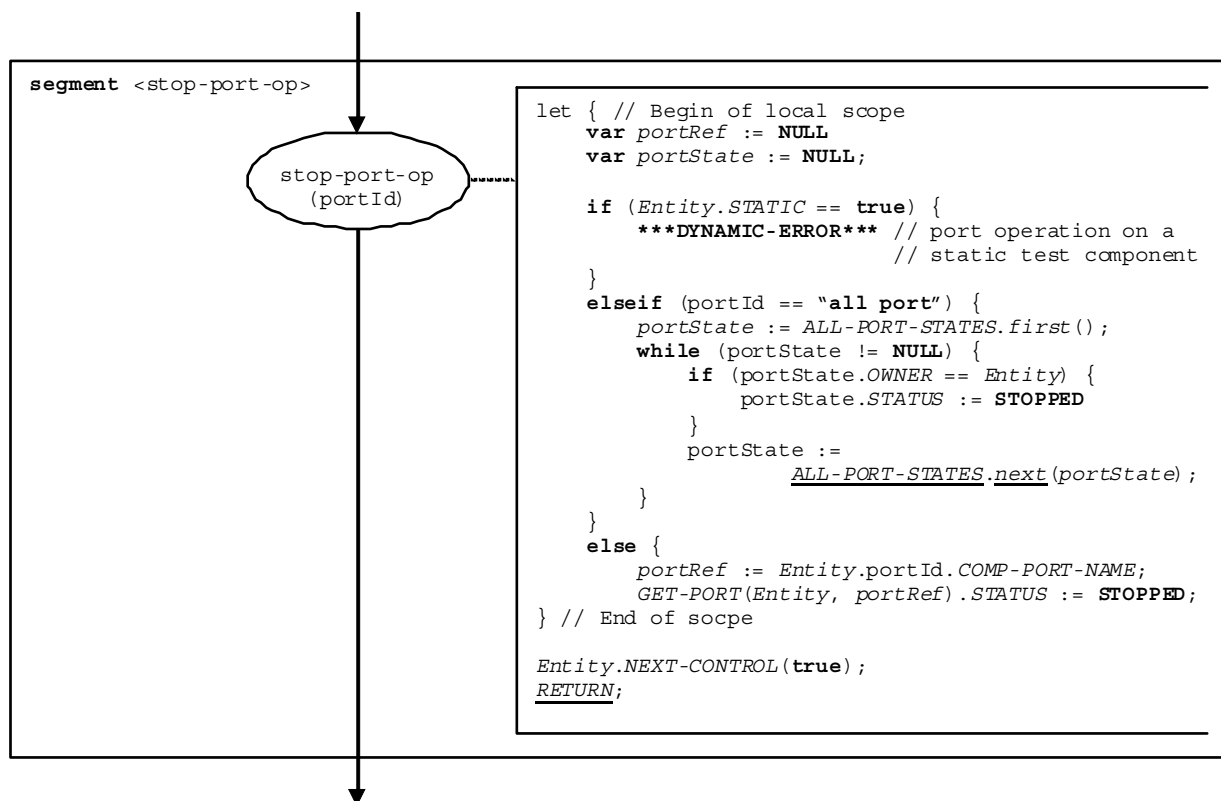 segment <stop-port-op>
stop-port-op
(portId)
let { // Begin of local scope
var portRef := NULL
var portState := NULL;
if (Entity.STATIC == true) {
***DYNAMIC-ERROR*** // port operation on a
// static test component
}
elseif (portId == “all port”) {
portState := ALL-PORT-STATES.first();
while (portState != NULL) {
if (portState.OWNER == Entity) {
portState.STATUS := STOPPED
}
portState :=
ALL-PORT-STATES.next(portState);
}
}
else {
portRef := Entity.portId.COMP-PORT-NAME;
GET-PORT(Entity, portRef).STATUS := STOPPED;
} // End of socpe
Entity.NEXT-CONTROL(true);
RETURN;